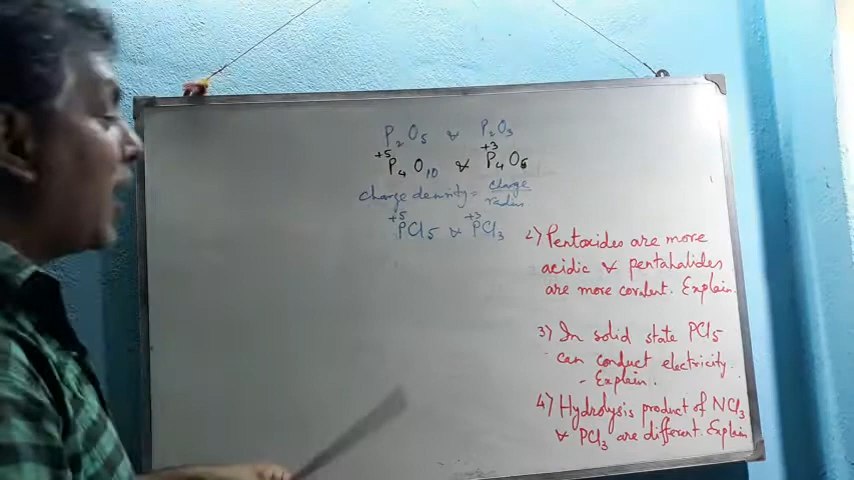 P₂O₅ & P₂O₃
+5 +3
P₄O₁₀ & P₄O₆
charge density = charge / radius
+5 +3
PCl₅ & PCl₃
2) Pentoxides are more
acidic & pentahalides
are more covalent. Explain.
3) In solid state PCl₅
can conduct electricity.
- Explain.
4) Hydrolysis product of NCl₃
& PCl₃ are different. Explain